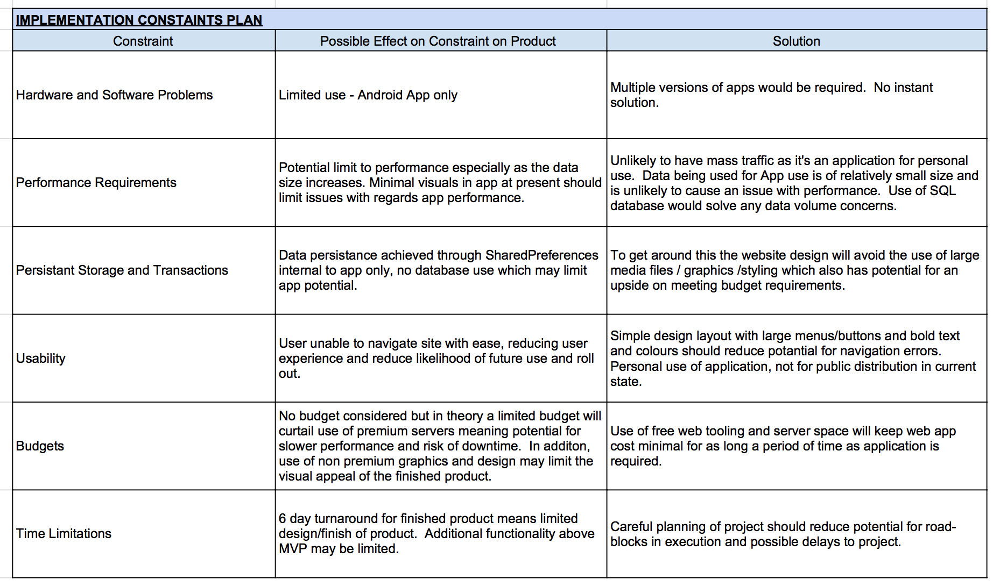 IMPLEMENTATION CONSTAINTS PLAN
Constraint
Possible Effect on Constraint on Product
Solution
Hardware and Software Problems
Limited use - Android App only
Multiple versions of apps would be required.  No instant
solution.
Performance Requirements
Potential limit to performance especially as the data
size increases. Minimal visuals in app at present should
limit issues with regards app performance.
Unlikely to have mass traffic as it's an application for personal
use.  Data being used for App use is of relatively small size and
is unlikely to cause an issue with performance.  Use of SQL
database would solve any data volume concerns.
Persistant Storage and Transactions
Data persistance achieved through SharedPreferences
internal to app only, no database use which may limit
app potential.
To get around this the website design will avoid the use of large
media files / graphics /styling which also has potential for an
upside on meeting budget requirements.
Usability
User unable to navigate site with ease, reducing user
experience and reduce likelihood of future use and roll
out.
Simple design layout with large menus/buttons and bold text
and colours should reduce potantial for navigation errors.
Personal use of application, not for public distribution in current
state.
Budgets
No budget considered but in theory a limited budget will
curtail use of premium servers meaning potential for
slower performance and risk of downtime.  In additon,
use of non premium graphics and design may limit the
visual appeal of the finished product.
Use of free web tooling and server space will keep web app
cost minimal for as long a period of time as application is
required.
Time Limitations
6 day turnaround for finished product means limited
design/finish of product.  Additional functionality above
MVP may be limited.
Careful planning of project should reduce potential for road-
blocks in execution and possible delays to project.